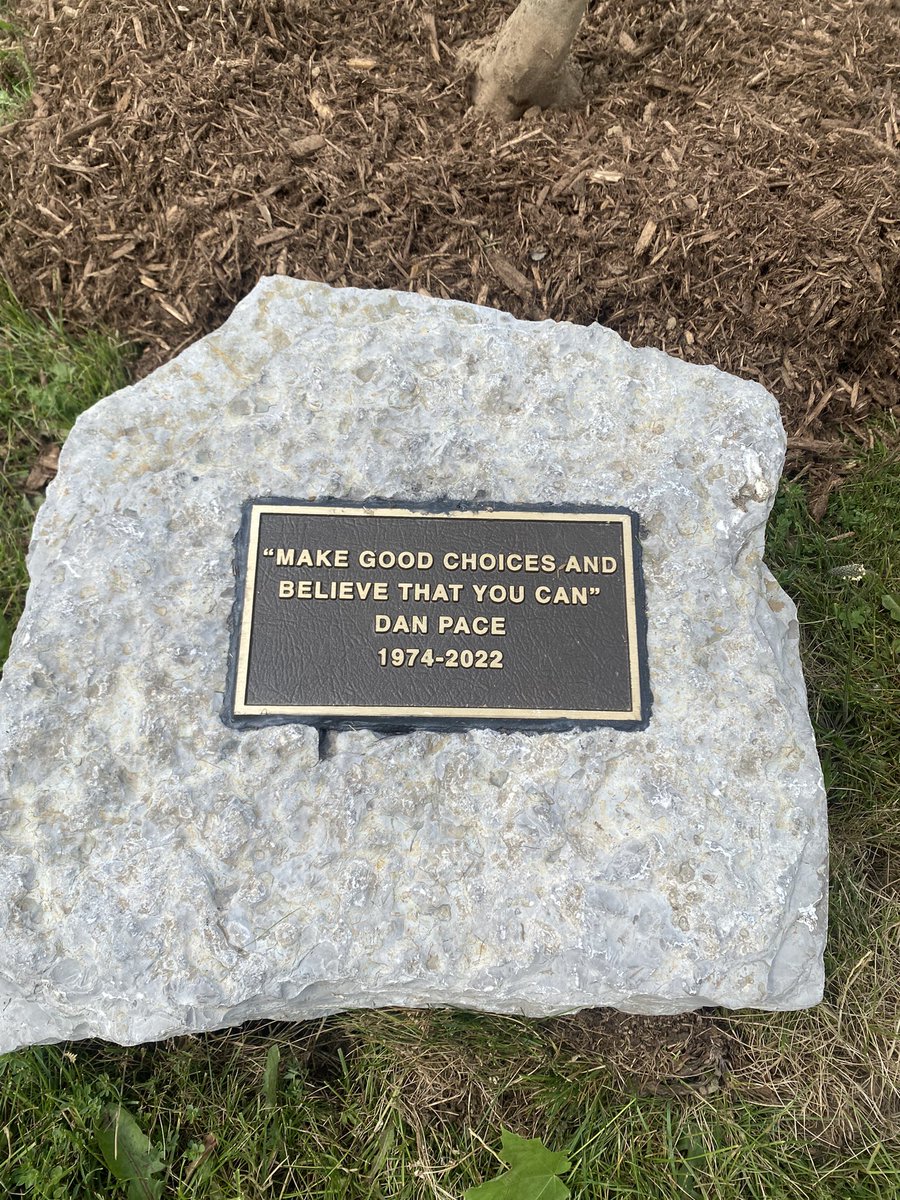 “MAKE GOOD CHOICES AND
BELIEVE THAT YOU CAN”
DAN PACE
1974-2022